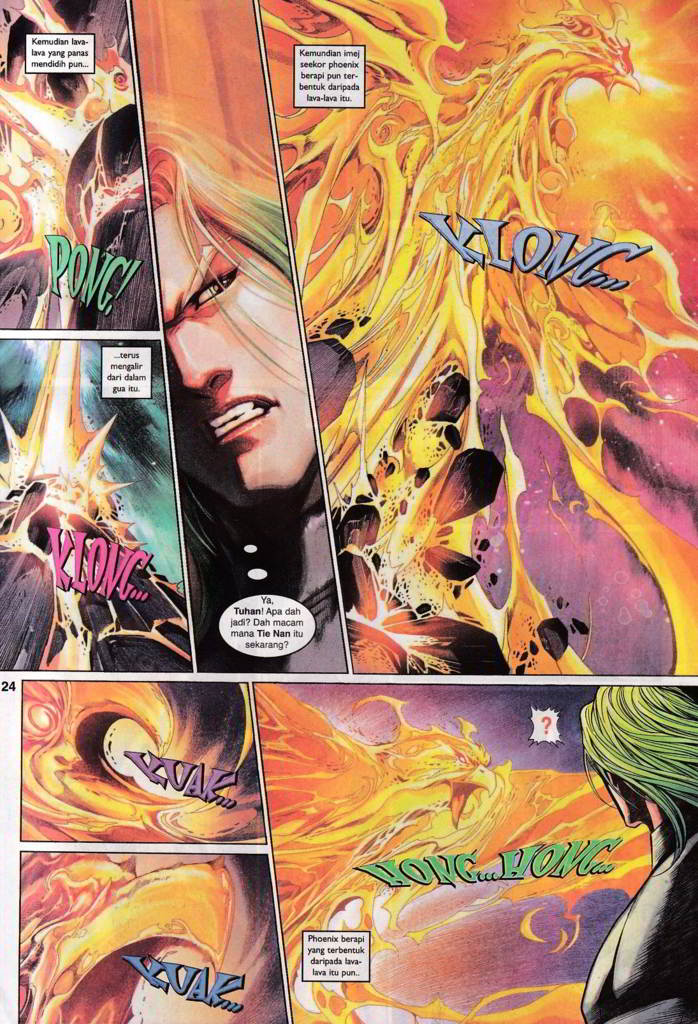 Kemudian lava-
lava yang panas
mendidih pun...
PONG!
...terus
mengalir
dari dalam
gua itu.
KLONG...
Ya,
Tuhan! Apa dah
jadi? Dah macam
mana Tie Nan itu
sekarang?
Kemundian imej
seekor phoenix
berapi pun ter-
bentuk daripada
lava-lava itu.
KLONG...
24
KUAK...
KUAK...
?
HONG...HONG...
Phoenix berapi
yang terbentuk
daripada lava-
lava itu pun..